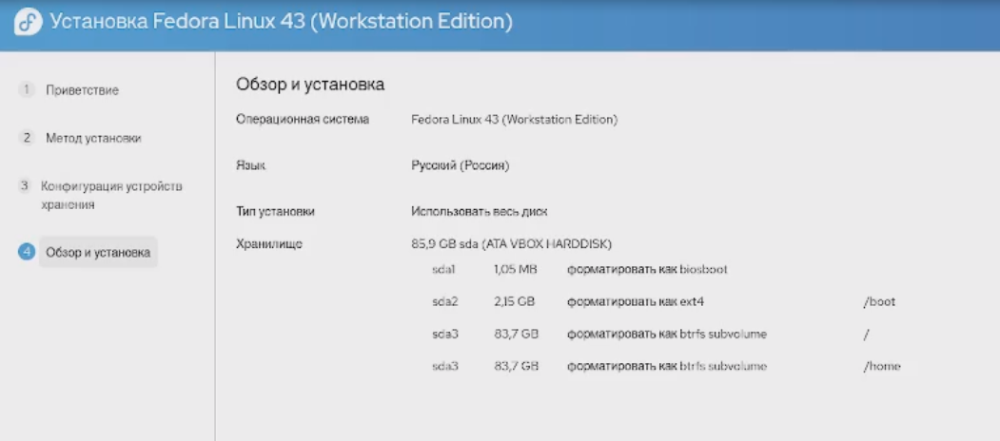 Установка Fedora Linux 43 (Workstation Edition)
1 Приветствие
2 Метод установки
3 Конфигурация устройств
хранения
4 Обзор и установка
Обзор и установка
Операционная система Fedora Linux 43 (Workstation Edition)
Язык Русский (Россия)
Тип установки Использовать весь диск
Хранилище 85,9 GB sda (ATA VBOX HARDDISK)
sda1 1,05 MB форматировать как biosboot
sda2 2,15 GB форматировать как ext4 /boot
sda3 83,7 GB форматировать как btrfs subvolume /
sda3 83,7 GB форматировать как btrfs subvolume /home